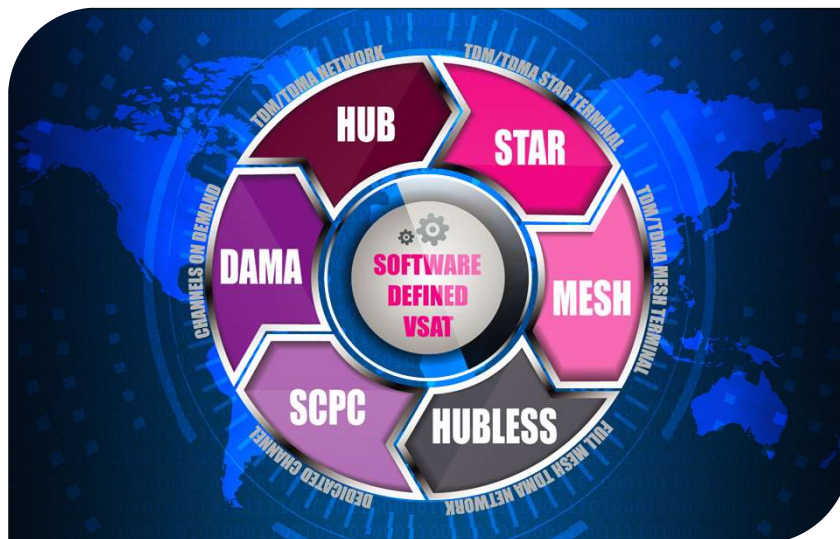 TDM/TDMA NETWORK
HUB
TDM/TDMA STAR TERMINAL
STAR
TDM/TDMA MESH TERMINAL
MESH
FULL MESH TDMA NETWORK
HUBLESS
DEDICATED CHANNEL
SCPC
CHANNELS ON DEMAND
DAMA
SOFTWARE
DEFINED
VSAT